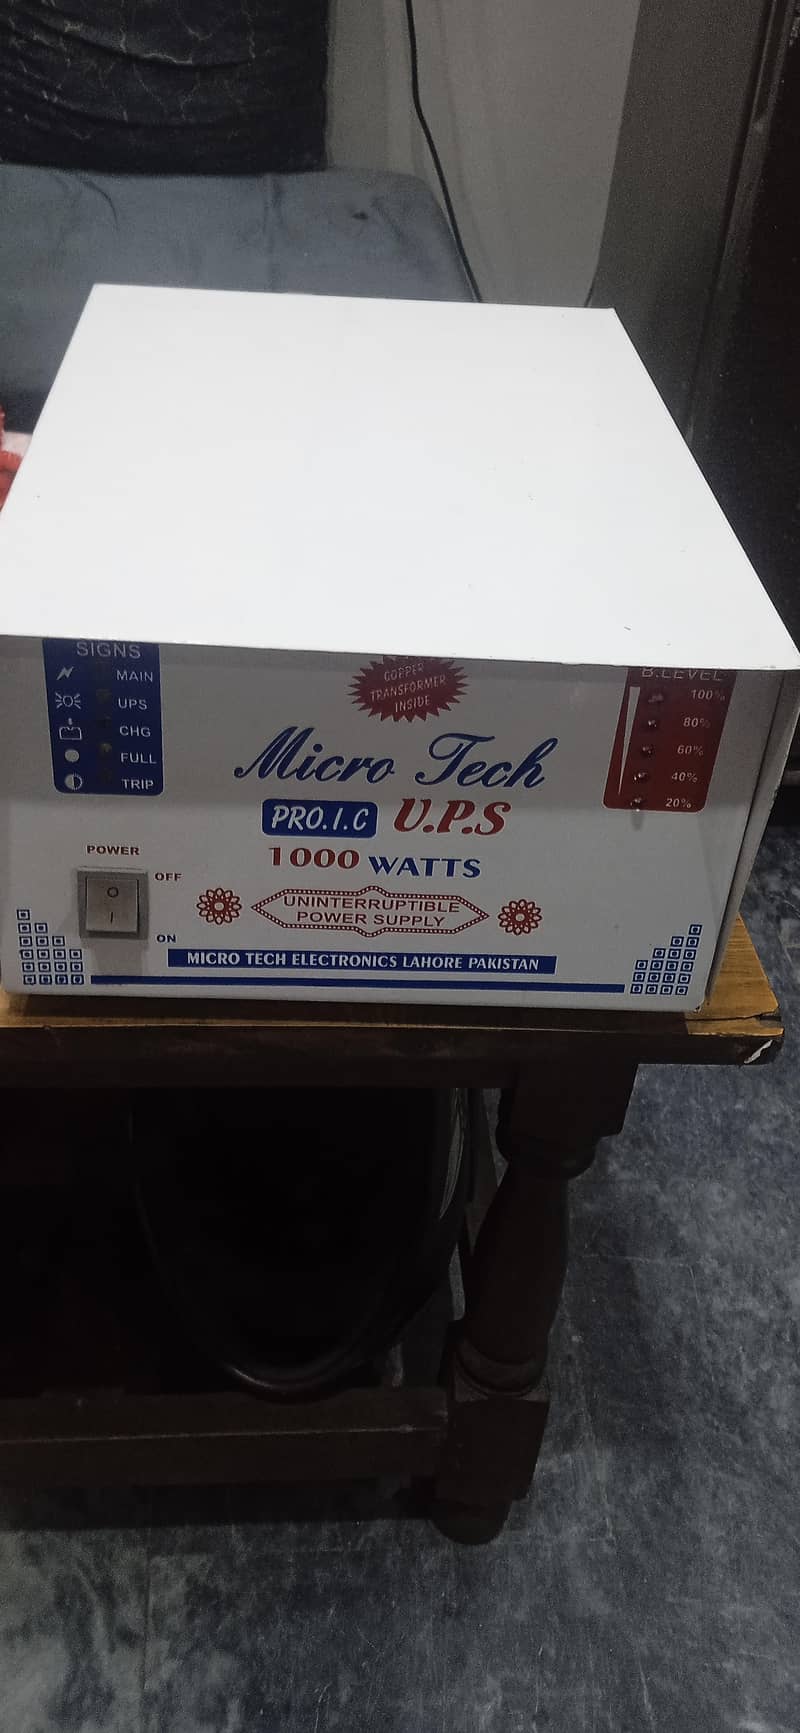 SIGNS
MAIN
UPS
CHG
FULL
TRIP
COPPER
TRANSFORMER
INSIDE
B.LEVEL
100%
80%
60%
40%
20%
Micro Tech
PRO.I.C U.P.S
1000 WATTS
POWER
OFF
O
I
ON
UNINTERRUPTIBLE
POWER SUPPLY
MICRO TECH ELECTRONICS LAHORE PAKISTAN